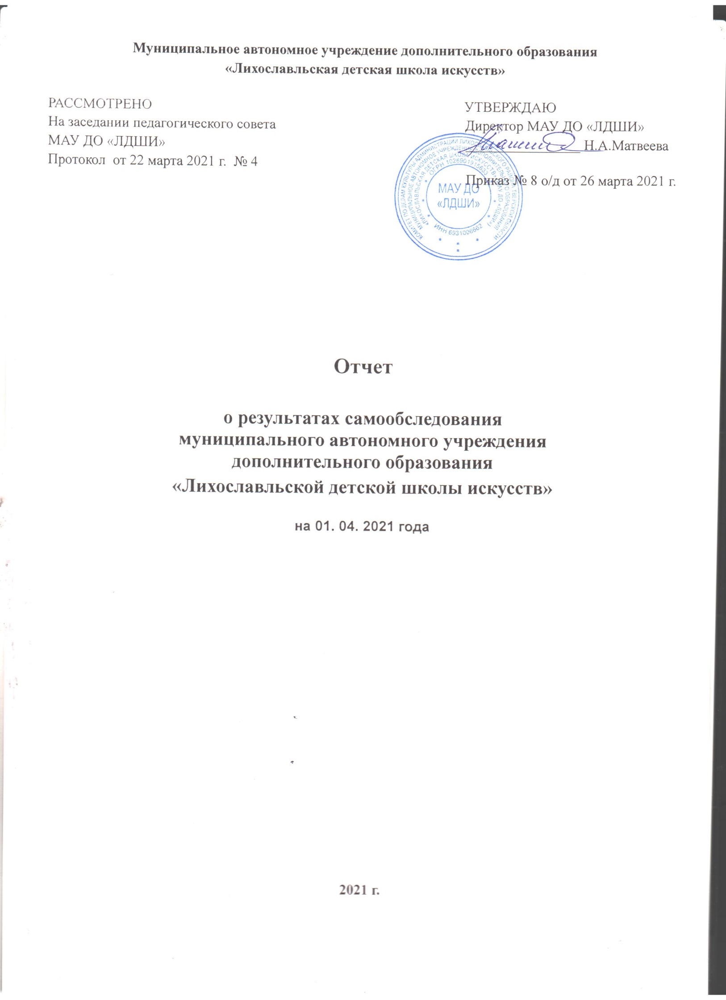 Муниципальное автономное учреждение дополнительного образования
«Лихославльская детская школа искусств»
РАССМОТРЕНО
На заседании педагогического совета
МАУ ДО «ЛДШИ»
Протокол от 22 марта 2021 г. № 4
УТВЕРЖДАЮ
Директор МАУ ДО «ЛДШИ»
Н.А.Матвеева
Приказ № 8 о/д от 26 марта 2021 г.
КОМИТЕТ ПО ДЕЛАМ КУЛЬТУРЫ АДМИНИСТРАЦИИ ЛИХОСЛАВЛЬСКОГО РАЙОНА ТВЕРСКОЙ ОБЛАСТИ
МУНИЦИПАЛЬНОЕ АВТОНОМНОЕ УЧРЕЖДЕНИЕ ДОПОЛНИТЕЛЬНОГО ОБРАЗОВАНИЯ
«ЛИХОСЛАВЛЬСКАЯ ДЕТСКАЯ ШКОЛА ИСКУССТВ» (МАУ ДО «ЛДШИ»)
ОГРН 1026901915633
МАУ ДО
«ЛДШИ»
ИНН 6931006662
Отчет
о результатах самообследования
муниципального автономного учреждения
дополнительного образования
«Лихославльской детской школы искусств»
на 01. 04. 2021 года
2021 г.